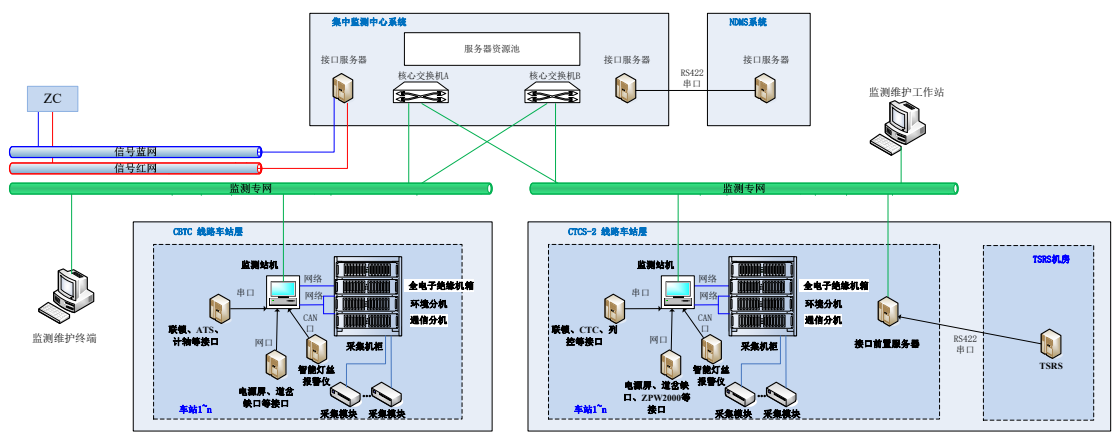 集中监测中心系统
NDMS系统
服务器资源池
接口服务器
核心交换机A
核心交换机B
接口服务器
RS422
串口
接口服务器
ZC
监测维护工作站
信号蓝网
信号红网
监测专网
监测专网
CBTC 线路车站层
监测站机
网络
网络
串口
CAN
口
网口
全电子绝缘机箱
环境分机
通信分机
采集机柜
联锁、ATS、
计轴等接口
智能灯丝
报警仪
电源屏、道岔
缺口等接口
采集模块
采集模块
车站1~n
监测维护终端
CTCS-2 线路车站层
监测站机
网络
网络
串口
CAN
口
网口
全电子绝缘机箱
环境分机
通信分机
采集机柜
联锁、CTC、列
控等接口
智能灯丝
报警仪
电源屏、道岔缺
口、ZPW2000等
接口
采集模块
采集模块
车站1~n
接口前置服务器
RS422
串口
TSRS机房
TSRS